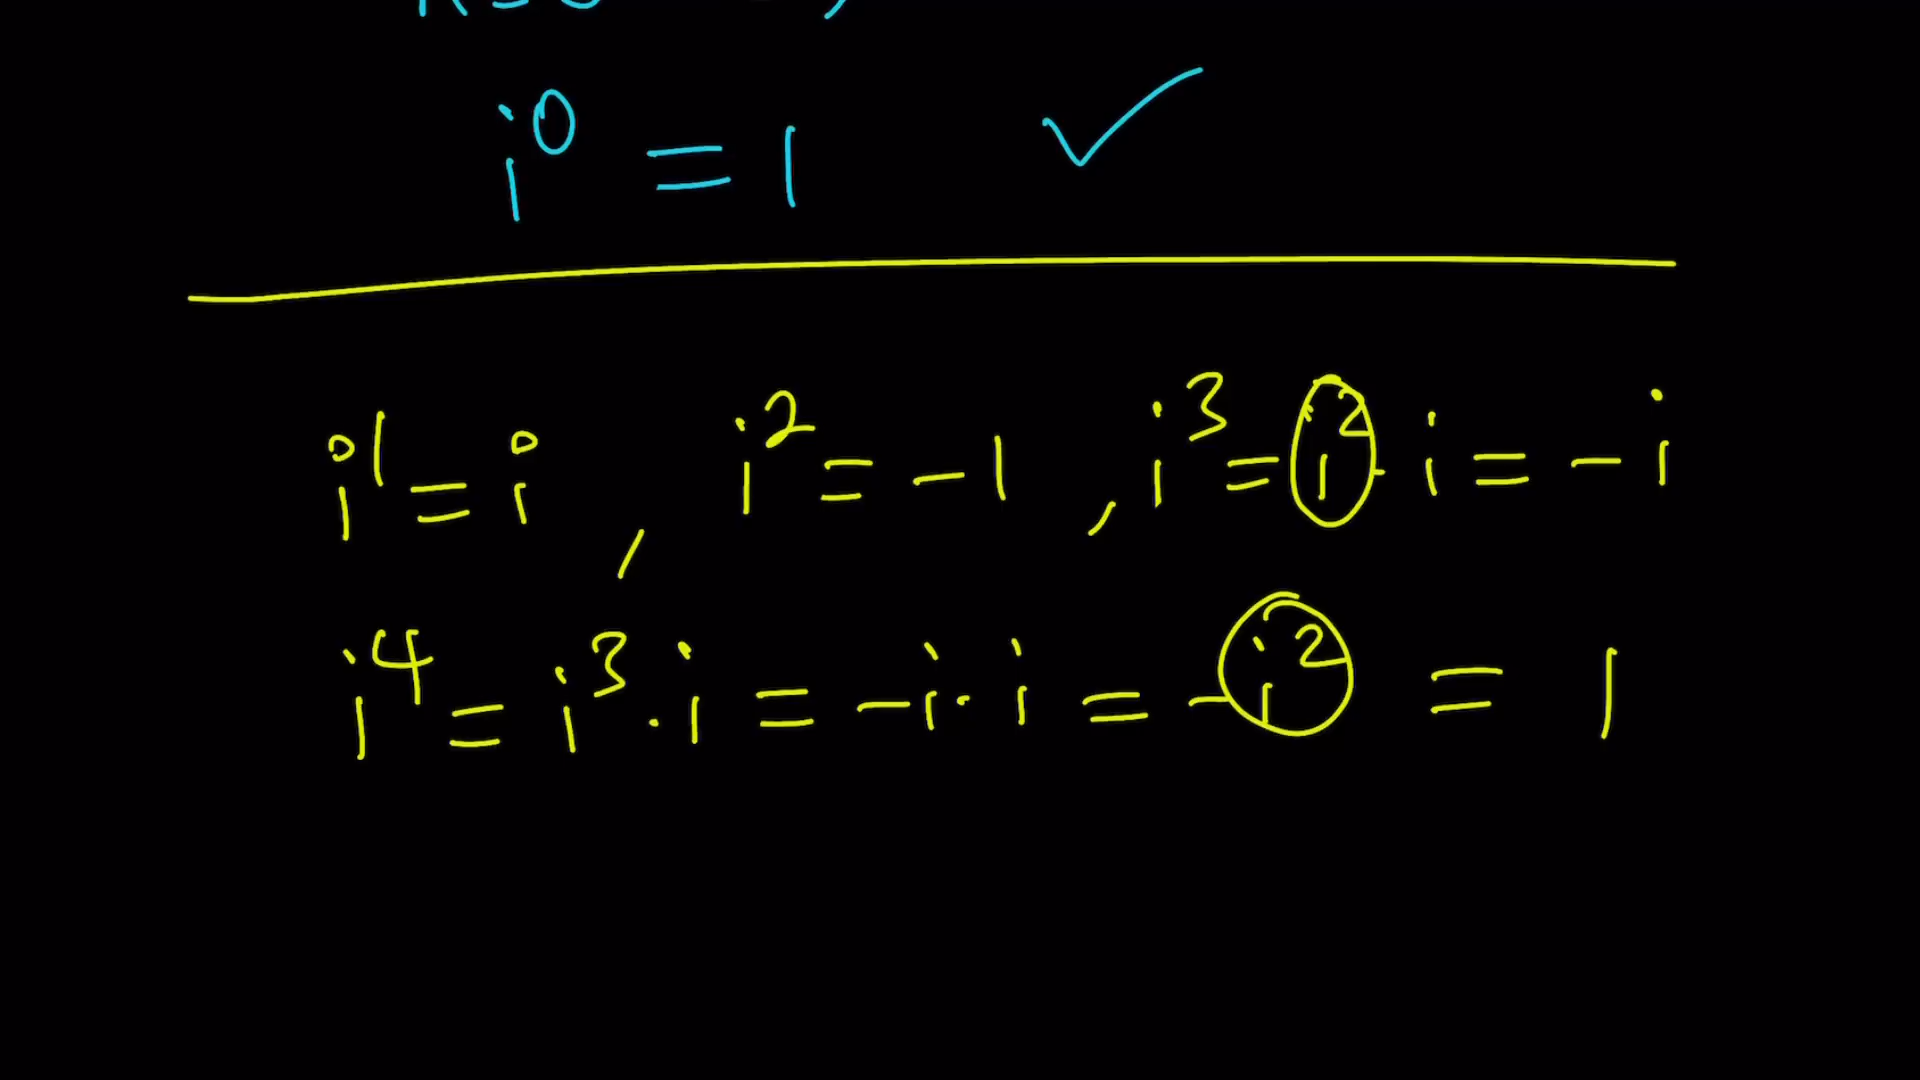 i⁰ = 1 ✓
i¹ = i , i² = -1 , i³ = i² · i = -i
i⁴ = i³ · i = -i · i = -i² = 1